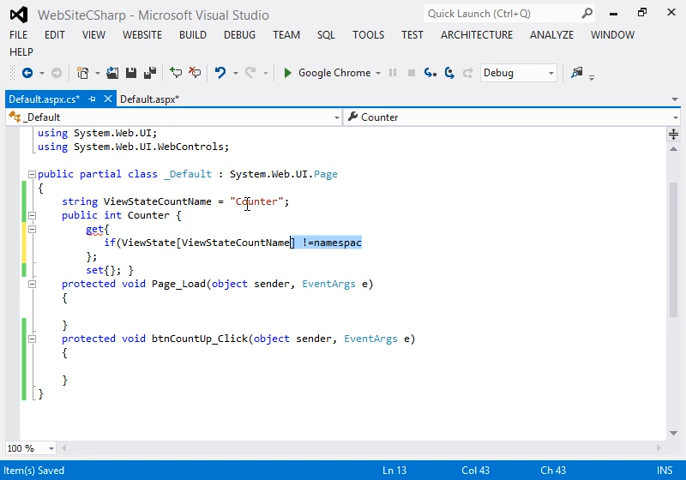 WebSiteCSharp - Microsoft Visual Studio
Quick Launch (Ctrl+Q)
FILE EDIT VIEW WEBSITE BUILD DEBUG TEAM SQL TOOLS TEST ARCHITECTURE ANALYZE WINDOW
HELP
Google Chrome Debug
Default.aspx.cs* Default.aspx*
_Default Counter
using System.Web.UI;
using System.Web.UI.WebControls;
public partial class _Default : System.Web.UI.Page
{
string ViewStateCountName = "Counter";
public int Counter {
get{
if(ViewState[ViewStateCountName] !=namespac
};
set{}; }
protected void Page_Load(object sender, EventArgs e)
{
}
protected void btnCountUp_Click(object sender, EventArgs e)
{
}
}
100 %
Item(s) Saved Ln 13 Col 43 Ch 43 INS